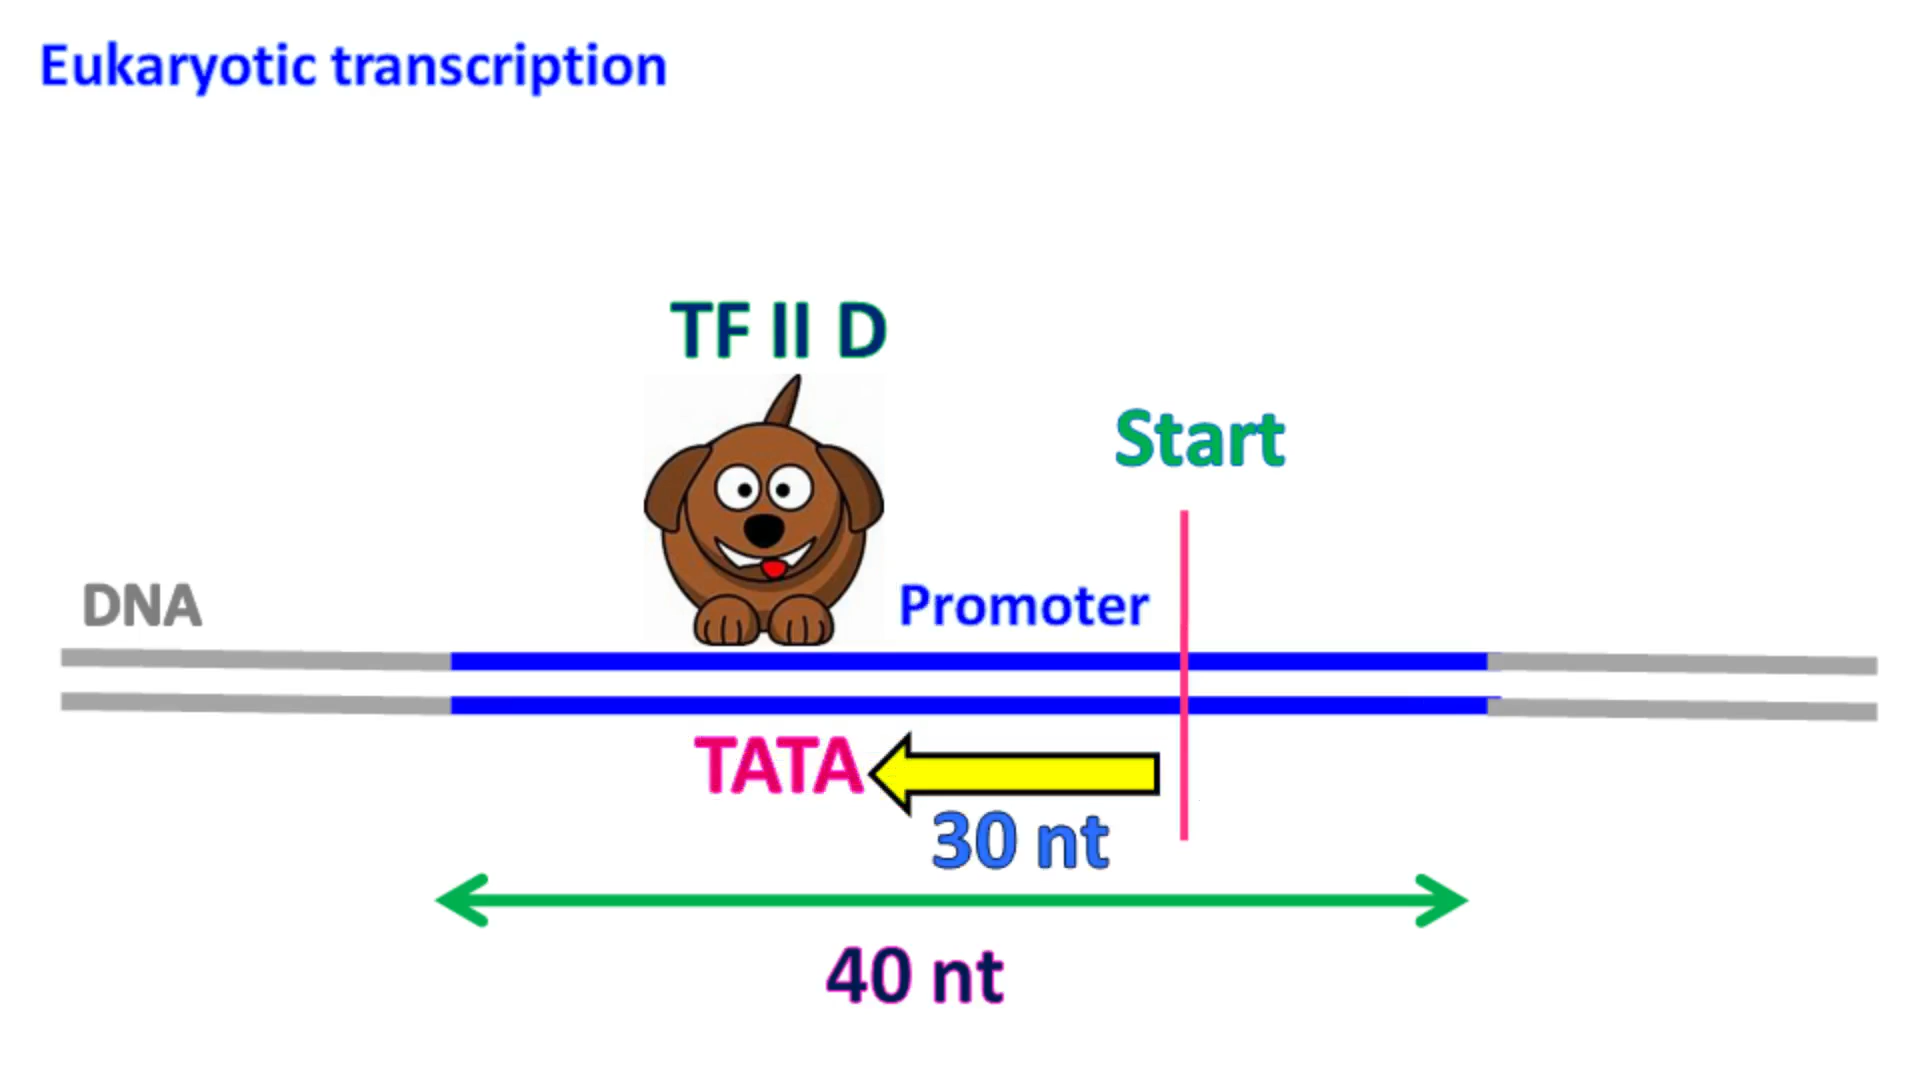 Eukaryotic transcription
TF II D
Start
DNA
Promoter
TATA
30 nt
40 nt